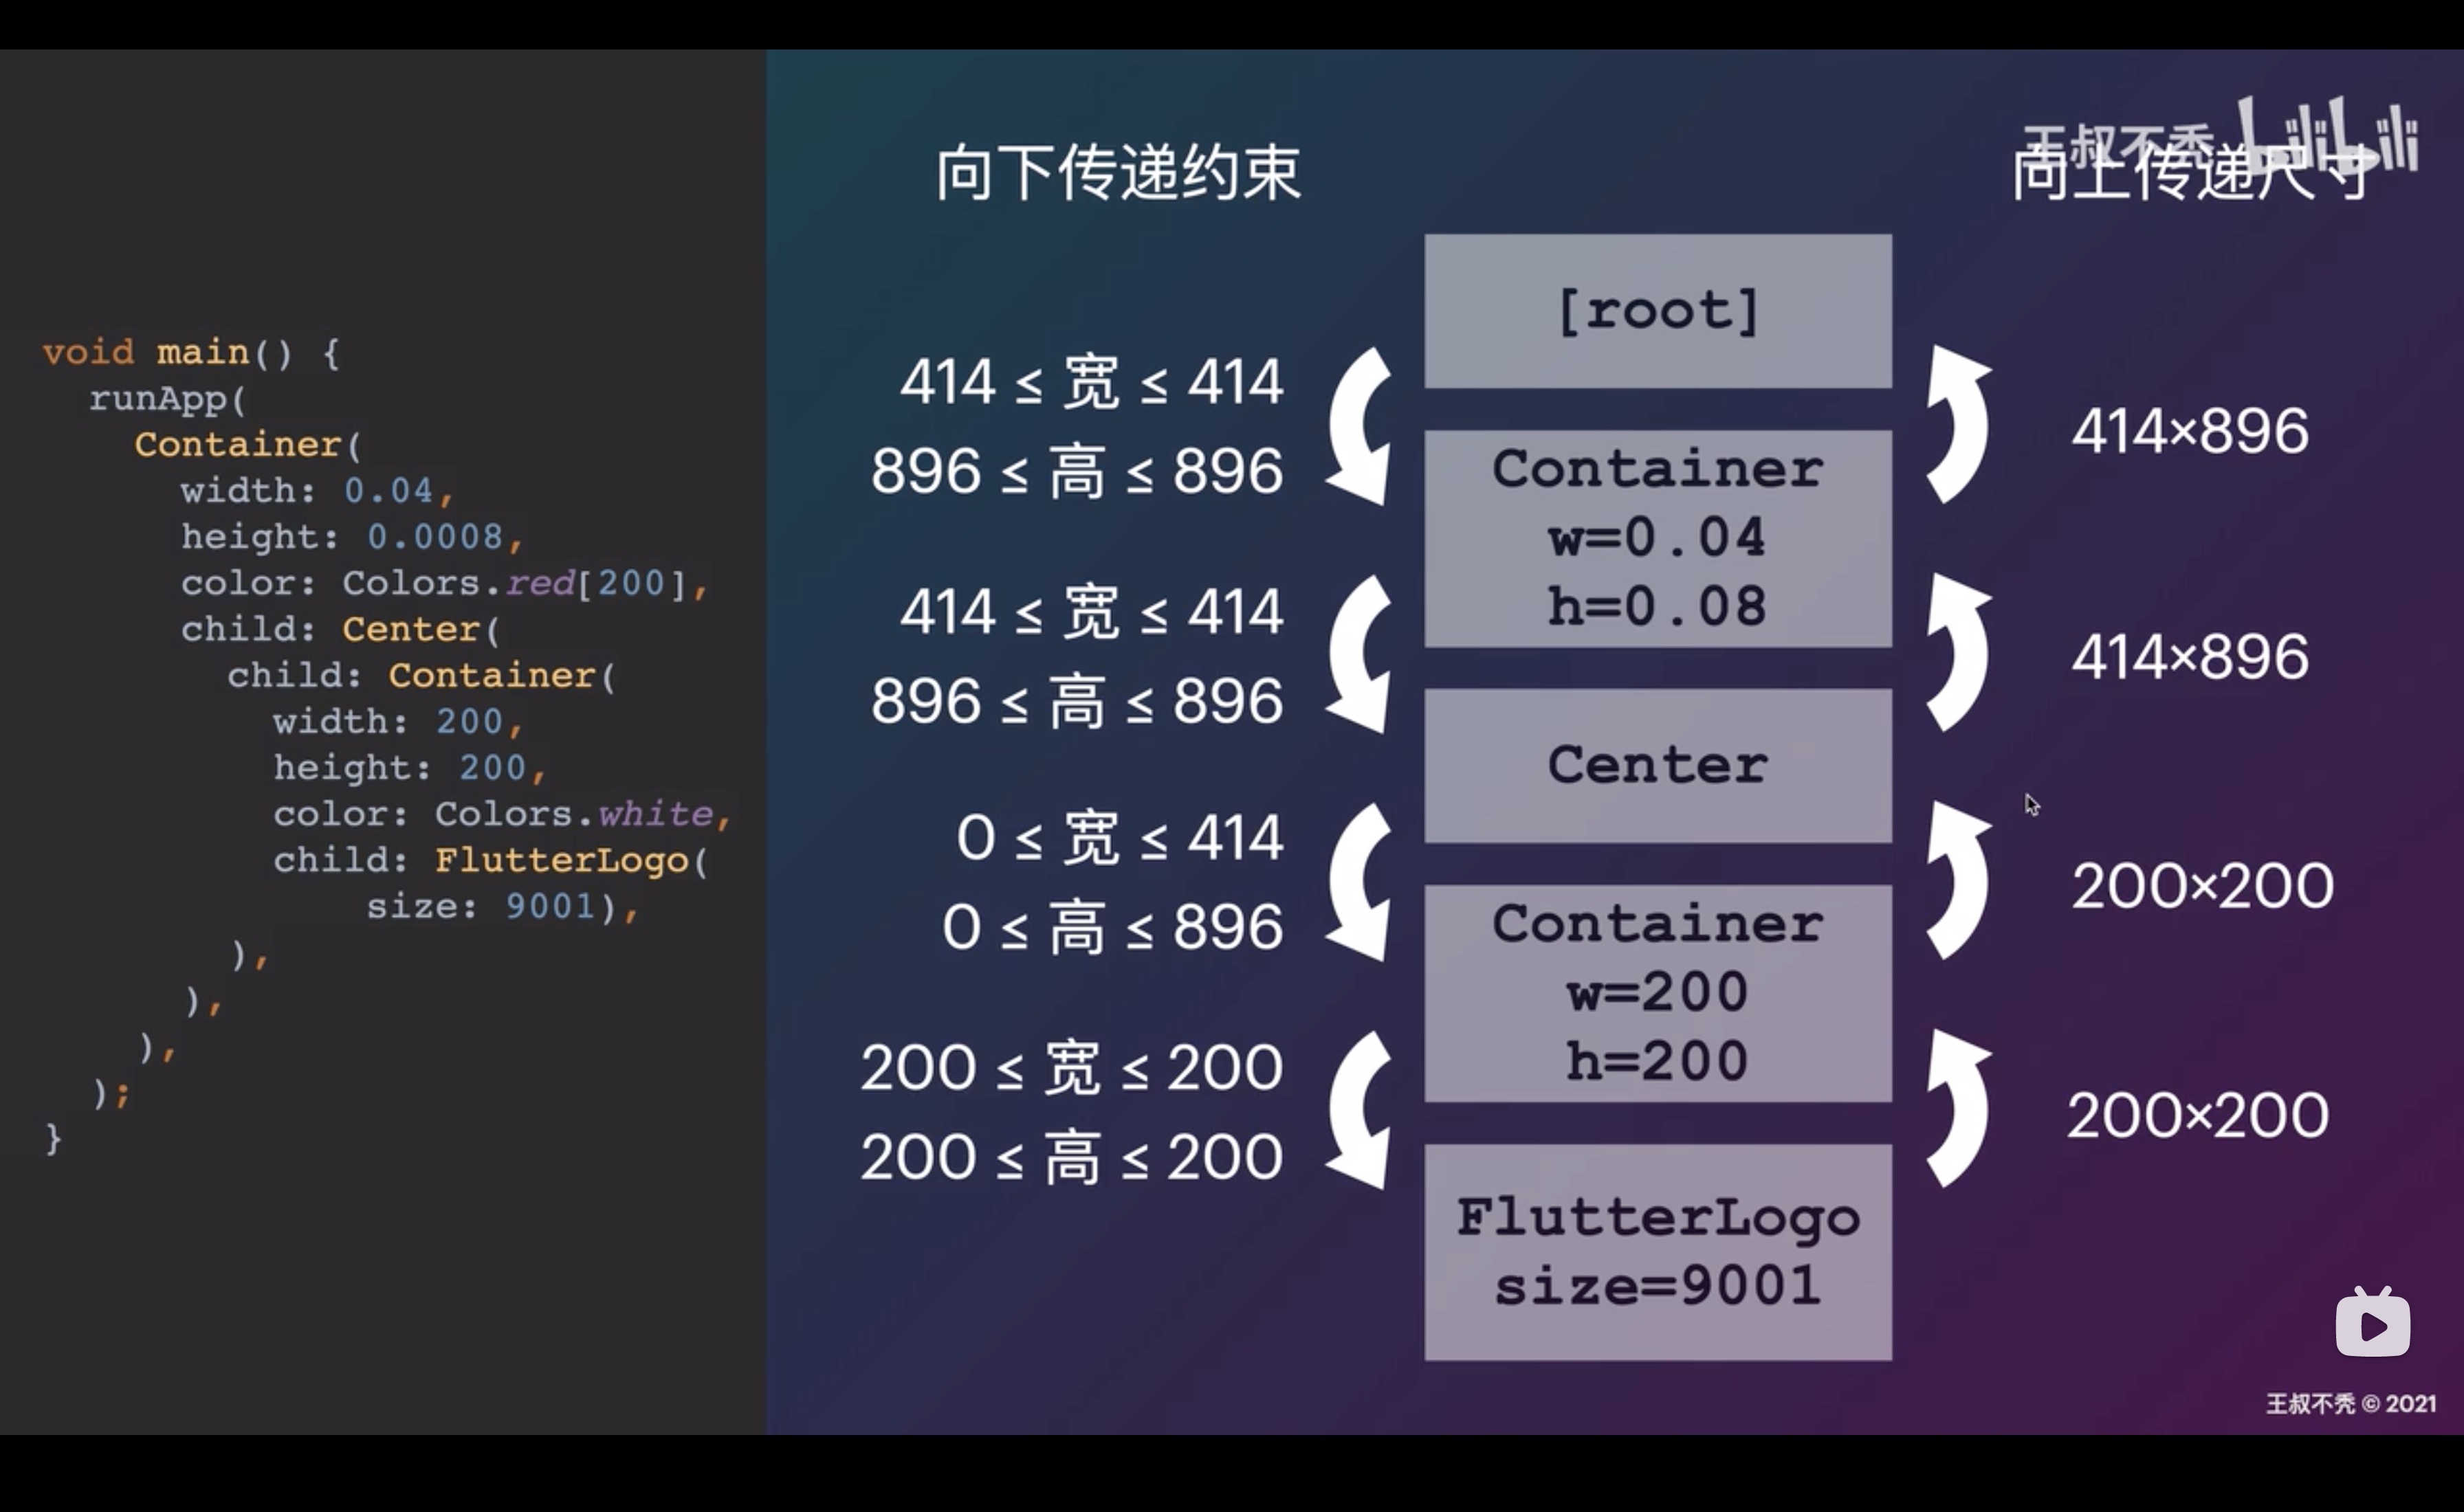 void main() {
runApp(
Container(
width: 0.04,
height: 0.0008,
color: Colors.red[200],
child: Center(
child: Container(
width: 200,
height: 200,
color: Colors.white,
child: FlutterLogo(
size: 9001),
),
),
),
);
}
向下传递约束
王叔不秃 bilibili
向上传递尺寸
[root]
414 ≤ 宽 ≤ 414
896 ≤ 高 ≤ 896
414×896
Container
w=0.04
h=0.08
414 ≤ 宽 ≤ 414
896 ≤ 高 ≤ 896
414×896
Center
0 ≤ 宽 ≤ 414
0 ≤ 高 ≤ 896
200×200
Container
w=200
h=200
200 ≤ 宽 ≤ 200
200 ≤ 高 ≤ 200
200×200
FlutterLogo
size=9001
王叔不秃 © 2021